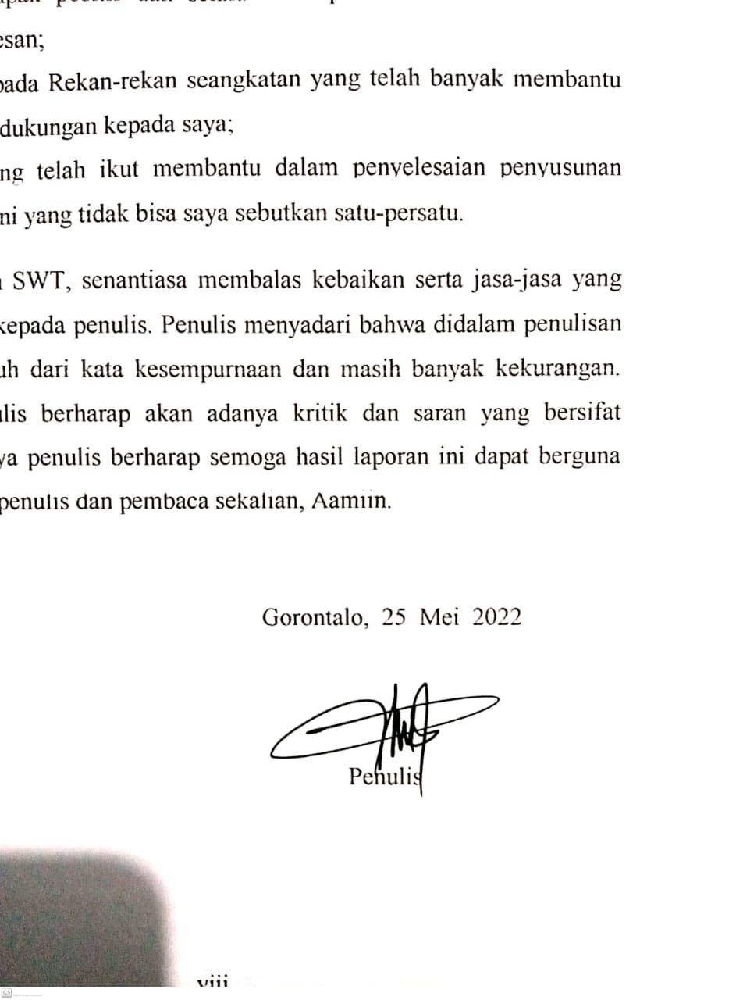 esan;
pada Rekan-rekan seangkatan yang telah banyak membantu
dukungan kepada saya;
ng telah ikut membantu dalam penyelesaian penyusunan
ni yang tidak bisa saya sebutkan satu-persatu.
SWT, senantiasa membalas kebaikan serta jasa-jasa yang
kepada penulis. Penulis menyadari bahwa didalam penulisan
uh dari kata kesempurnaan dan masih banyak kekurangan.
ulis berharap akan adanya kritik dan saran yang bersifat
ya penulis berharap semoga hasil laporan ini dapat berguna
penulis dan pembaca sekalian, Aamiin.
Gorontalo, 25 Mei 2022
Penulis
viii
CS